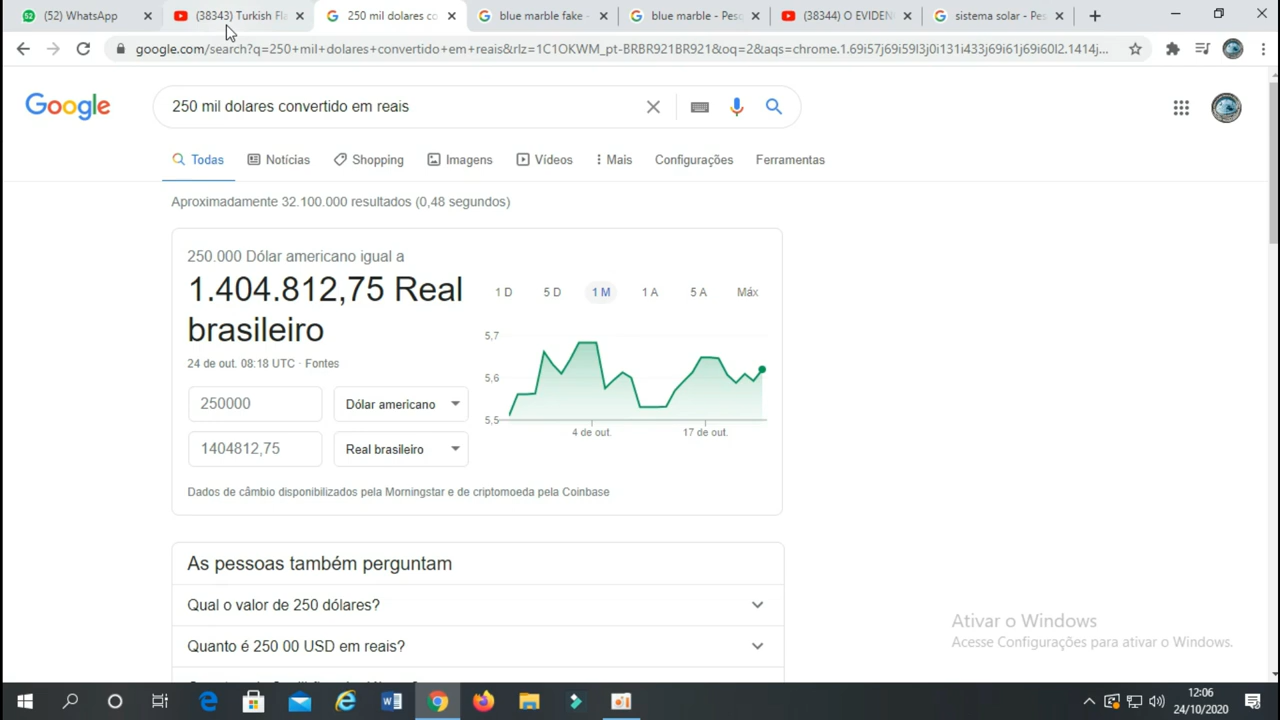 (52) WhatsApp
(38343) Turkish Fla
250 mil dolares co
blue marble fake -
blue marble - Pesq
(38344) O EVIDEN
sistema solar - Pes
google.com/search?q=250+mil+dolares+convertido+em+reais&rlz=1C1OKWM_pt-BRBR921BR921&oq=2&aqs=chrome.1.69i57j69i59l3j0i131i433j69i61j69i60l2.1414j...
Google
250 mil dolares convertido em reais
Todas
Notícias
Shopping
Imagens
Vídeos
Mais
Configurações
Ferramentas
Aproximadamente 32.100.000 resultados (0,48 segundos)
250.000 Dólar americano igual a
1.404.812,75 Real
brasileiro
24 de out. 08:18 UTC · Fontes
250000
Dólar americano
1404812,75
Real brasileiro
1 D
5 D
1 M
1 A
5 A
Máx
5,7
5,6
5,5
4 de out.
17 de out.
Dados de câmbio disponibilizados pela Morningstar e de criptomoeda pela Coinbase
As pessoas também perguntam
Qual o valor de 250 dólares?
Quanto é 250 00 USD em reais?
Ativar o Windows
Acesse Configurações para ativar o Windows.
12:06
24/10/2020